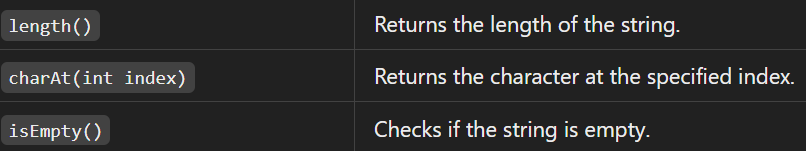 length() Returns the length of the string.
charAt(int index) Returns the character at the specified index.
isEmpty() Checks if the string is empty.